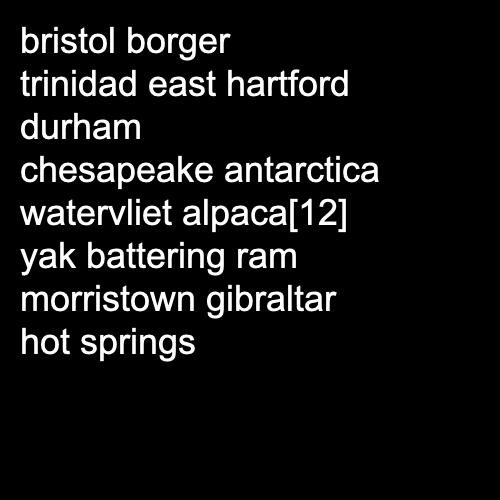 bristol borger
trinidad east hartford
durham
chesapeake antarctica
watervliet alpaca[12]
yak battering ram
morristown gibraltar
hot springs